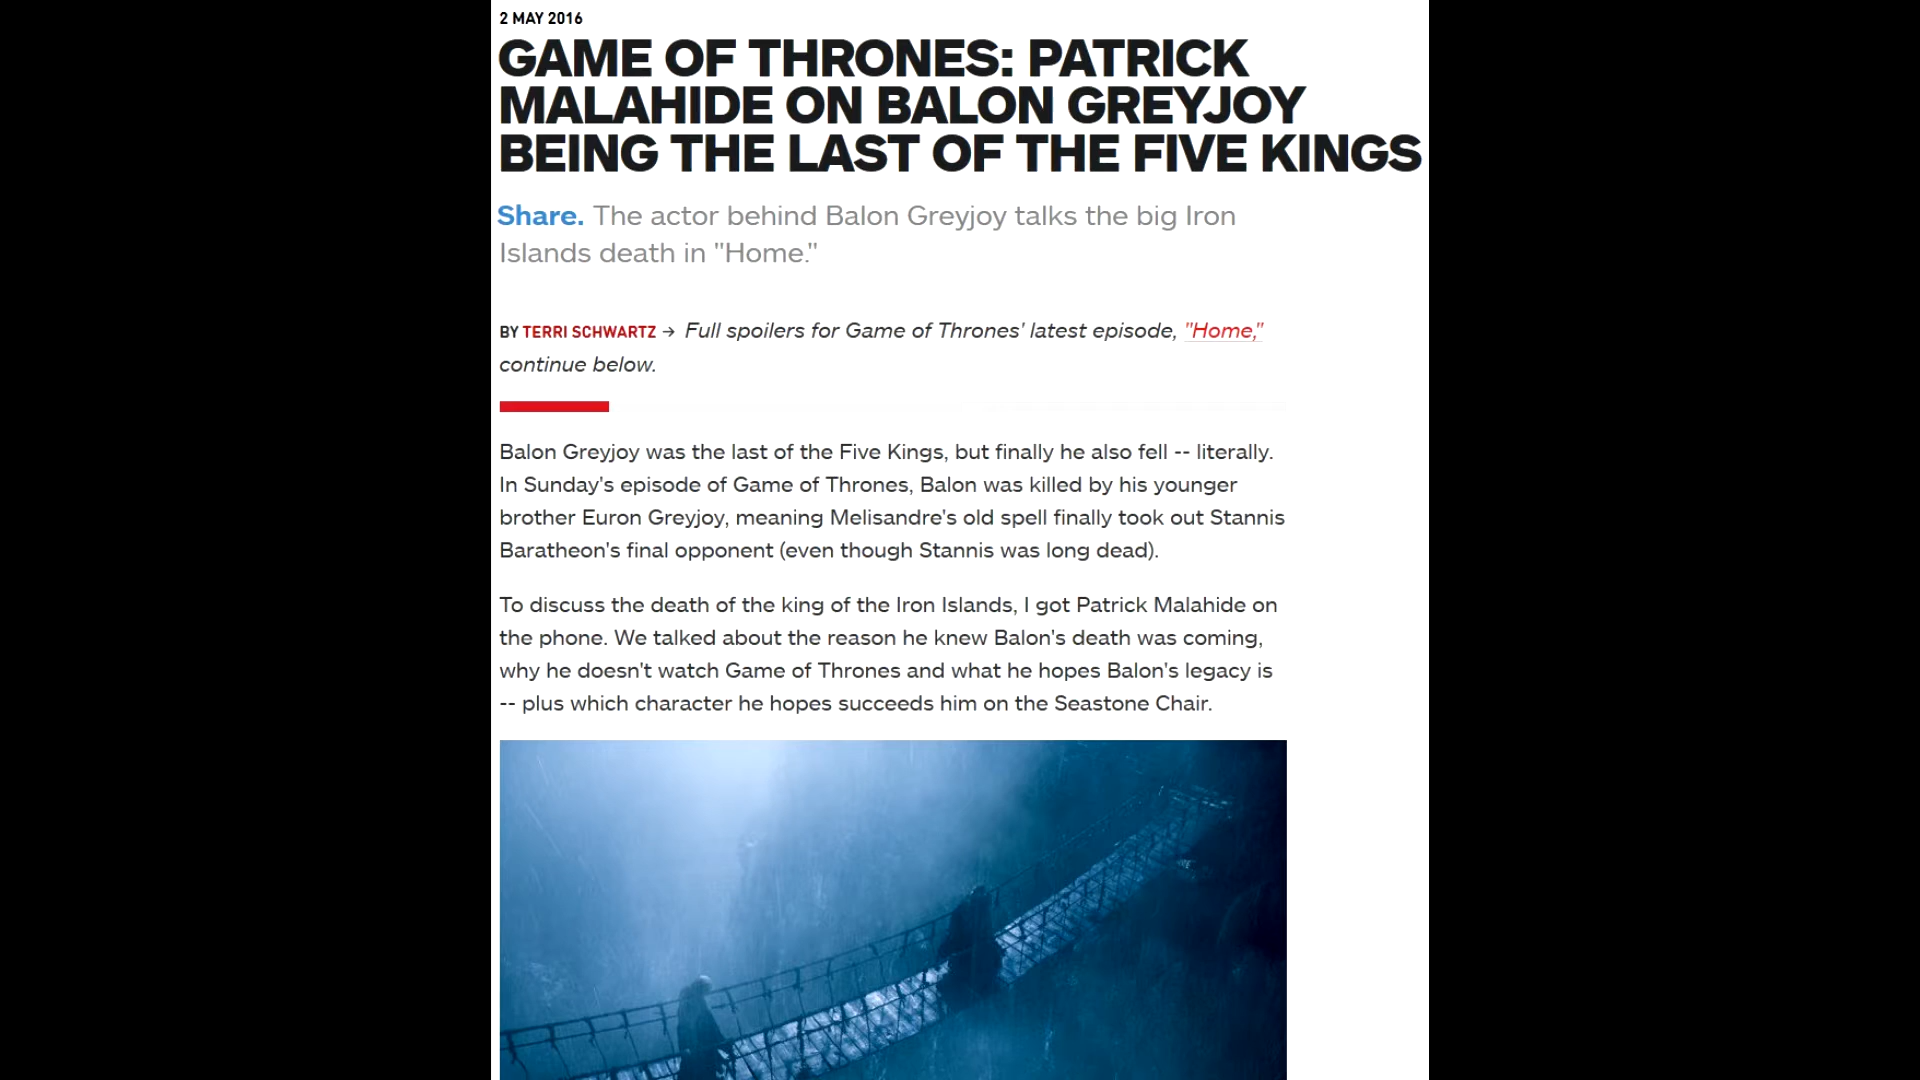 2 MAY 2016
GAME OF THRONES: PATRICK
MALAHIDE ON BALON GREYJOY
BEING THE LAST OF THE FIVE KINGS
Share. The actor behind Balon Greyjoy talks the big Iron
Islands death in "Home."
BY TERRI SCHWARTZ → Full spoilers for Game of Thrones' latest episode, "Home,"
continue below.
Balon Greyjoy was the last of the Five Kings, but finally he also fell -- literally.
In Sunday's episode of Game of Thrones, Balon was killed by his younger
brother Euron Greyjoy, meaning Melisandre's old spell finally took out Stannis
Baratheon's final opponent (even though Stannis was long dead).
To discuss the death of the king of the Iron Islands, I got Patrick Malahide on
the phone. We talked about the reason he knew Balon's death was coming,
why he doesn't watch Game of Thrones and what he hopes Balon's legacy is
-- plus which character he hopes succeeds him on the Seastone Chair.